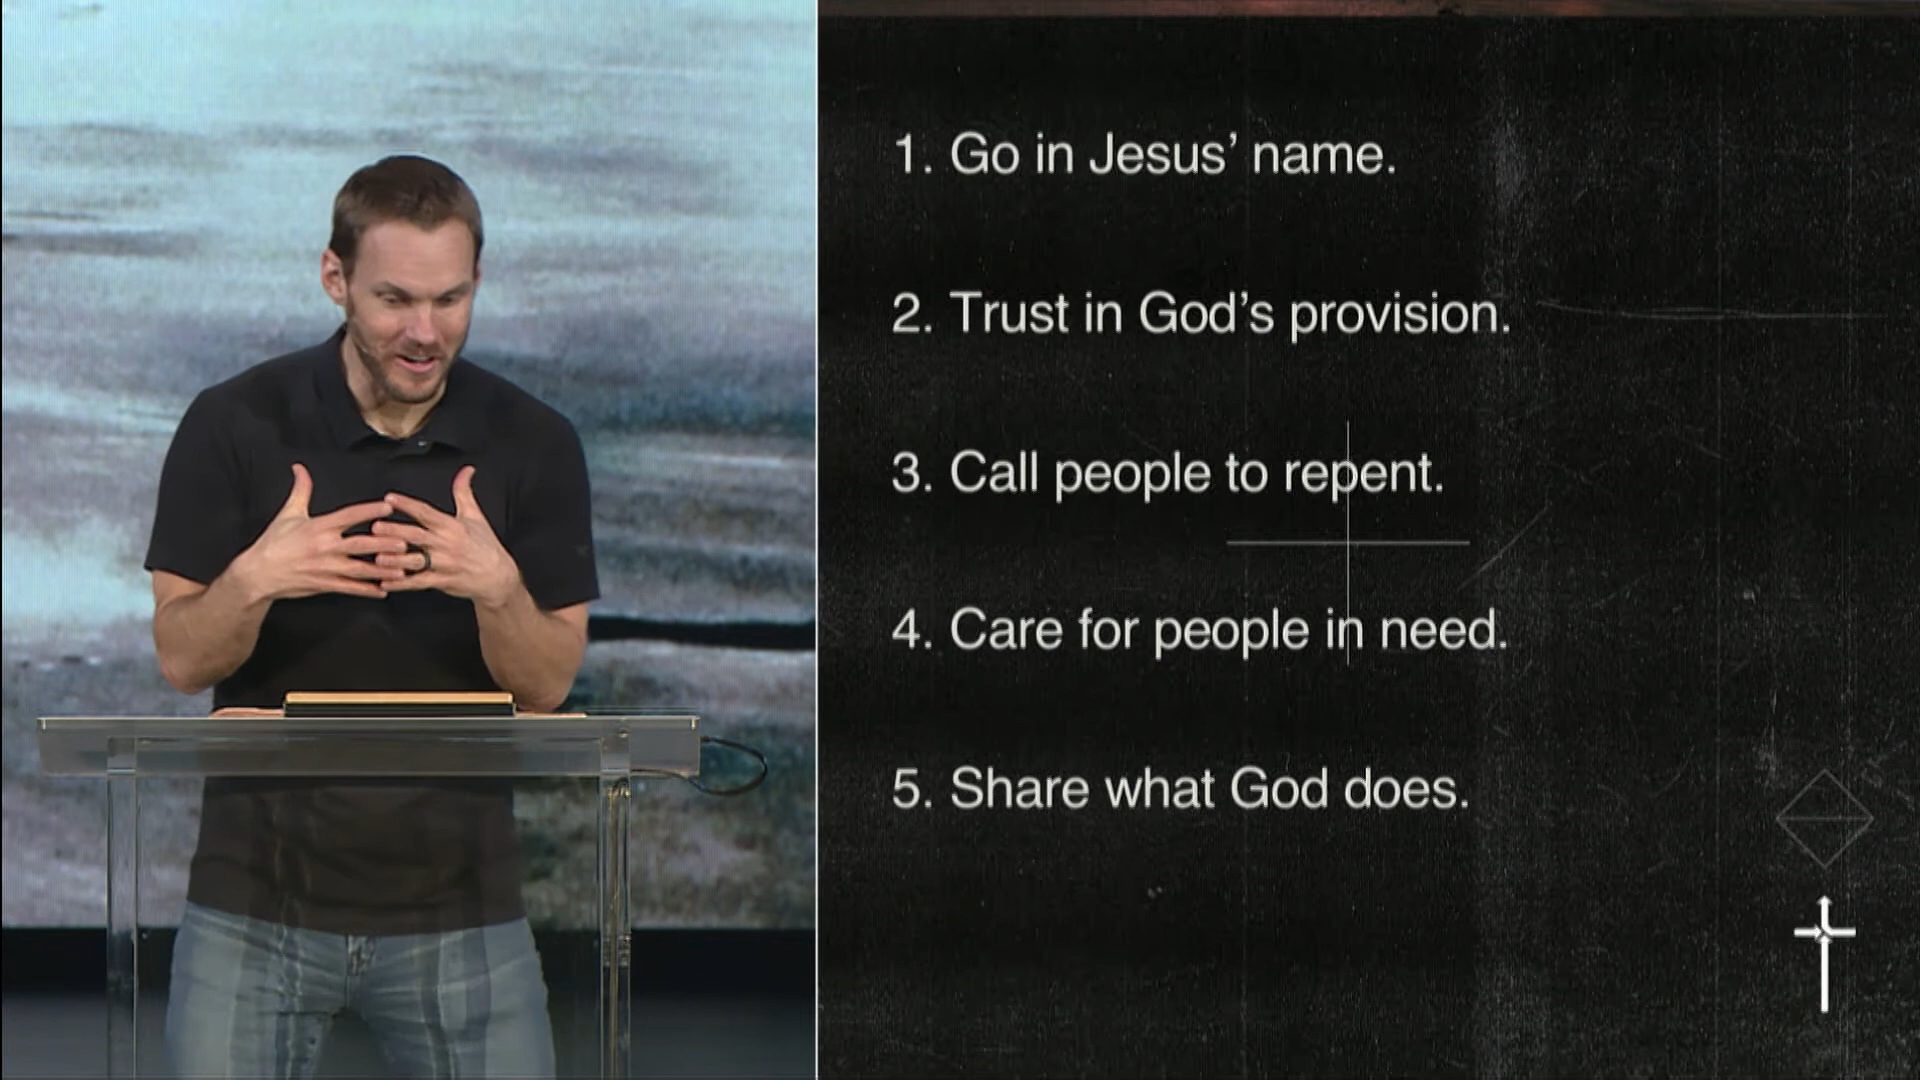 1. Go in Jesus’ name.
2. Trust in God’s provision.
3. Call people to repent.
4. Care for people in need.
5. Share what God does.